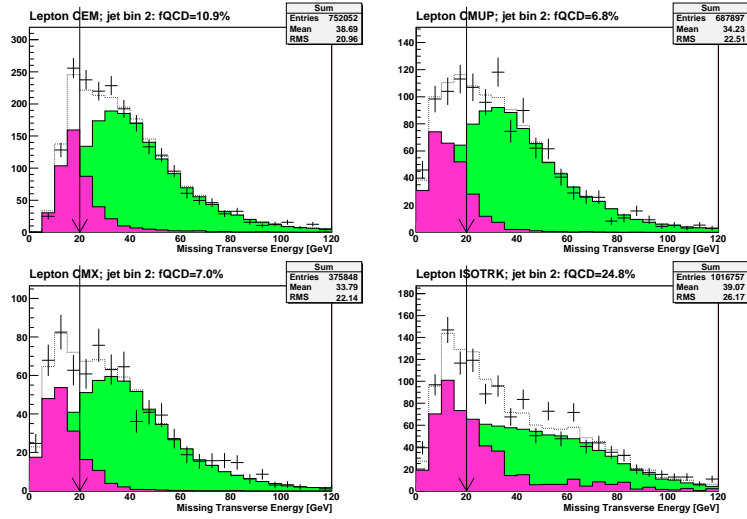 Lepton CEM; jet bin 2: fQCD=10.9%
Sum
Entries 752052
Mean 38.69
RMS 20.96
300
250
200
150
100
50
0
0 20 40 60 80 100 120
Missing Transverse Energy [GeV]
Lepton CMUP; jet bin 2: fQCD=6.8%
Sum
Entries 687897
Mean 34.23
RMS 22.51
140
120
100
80
60
40
20
0
0 20 40 60 80 100 120
Missing Transverse Energy [GeV]
Lepton CMX; jet bin 2: fQCD=7.0%
Sum
Entries 375848
Mean 33.79
RMS 22.14
100
80
60
40
20
0
0 20 40 60 80 100 120
Missing Transverse Energy [GeV]
Lepton ISOTRK; jet bin 2: fQCD=24.8%
Sum
Entries 1016757
Mean 39.07
RMS 26.17
180
160
140
120
100
80
60
40
20
0
0 20 40 60 80 100 120
Missing Transverse Energy [GeV]